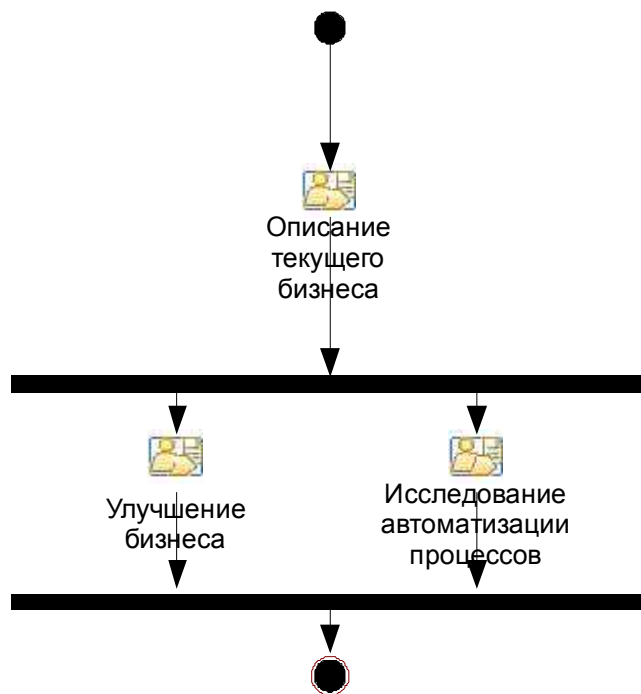 Описание
текущего
бизнеса
Улучшение
бизнеса
Исследование
автоматизации
процессов